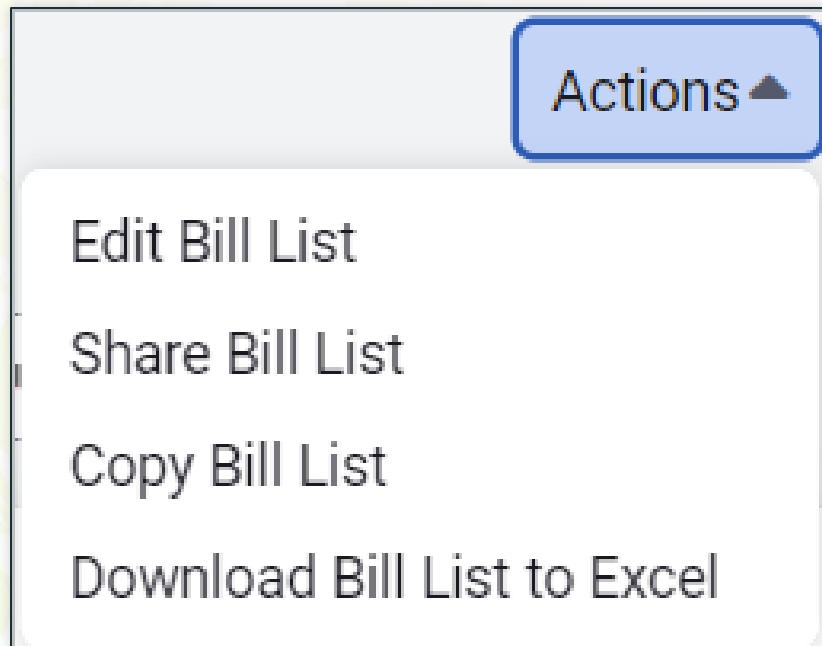 Actions
Edit Bill List
Share Bill List
Copy Bill List
Download Bill List to Excel